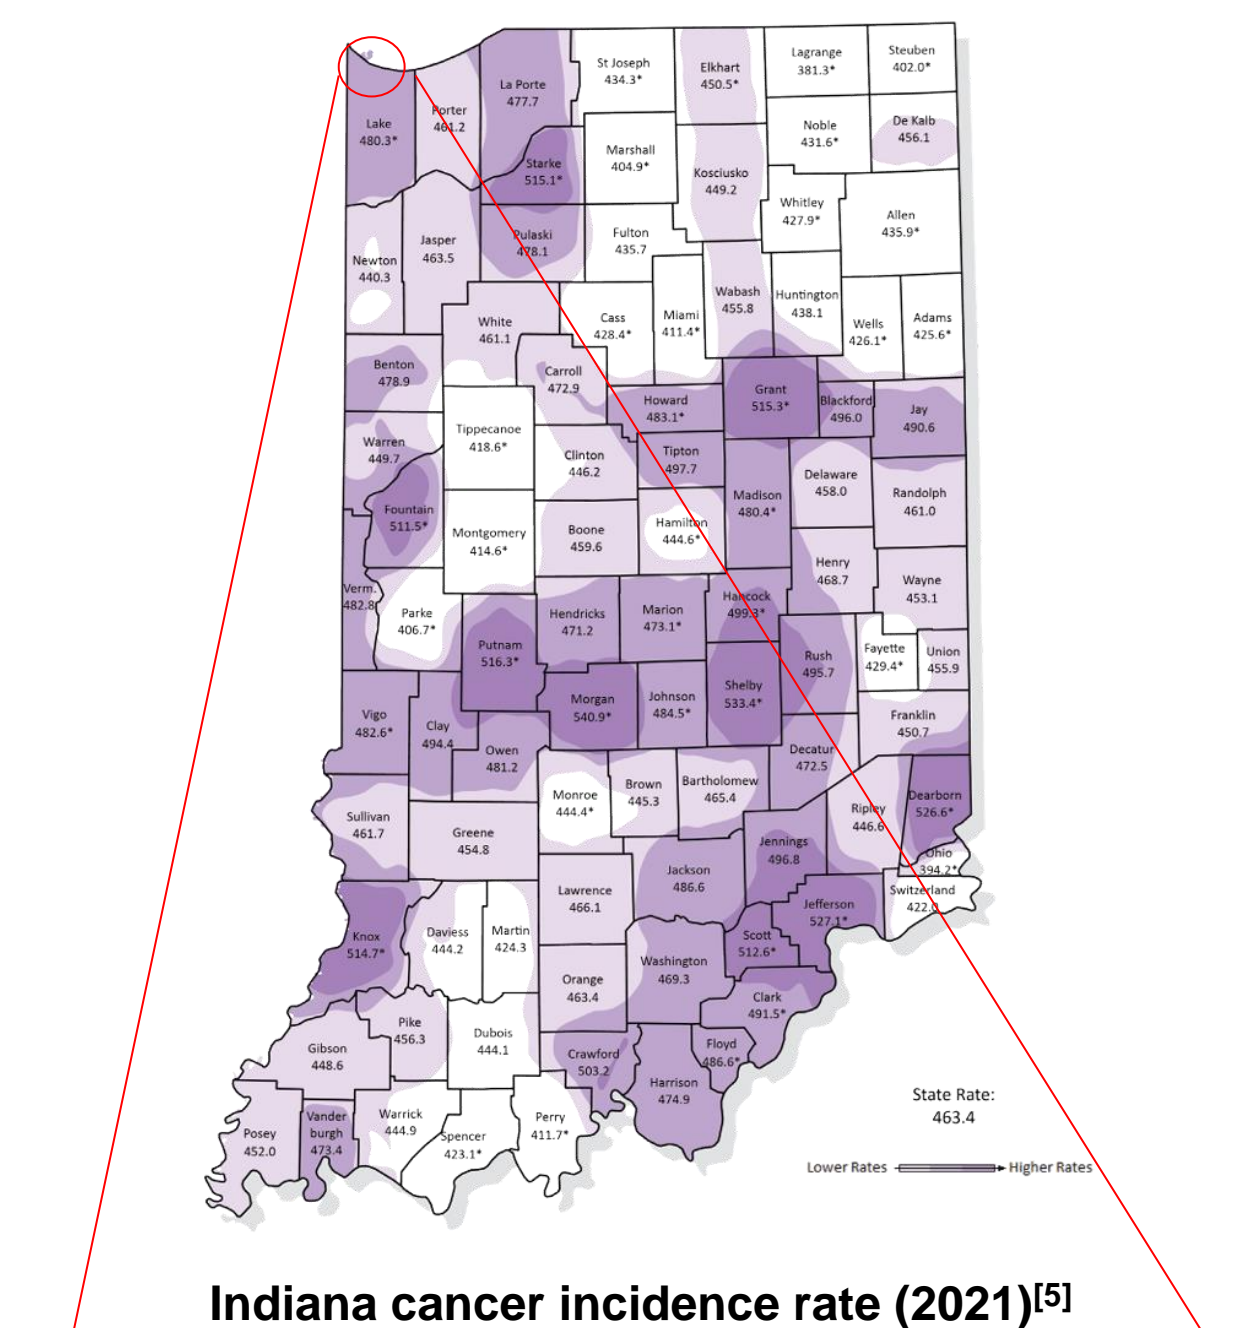 Lake
480.3*
Porter
461.2
La Porte
477.7
St Joseph
434.3*
Elkhart
450.5*
Lagrange
381.3*
Steuben
402.0*
Noble
431.6*
De Kalb
456.1
Starke
515.1*
Marshall
404.9*
Kosciusko
449.2
Whitley
427.9*
Allen
435.9*
Newton
440.3
Jasper
463.5
Pulaski
478.1
Fulton
435.7
White
461.1
Cass
428.4*
Miami
411.4*
Wabash
455.8
Huntington
438.1
Wells
426.1*
Adams
425.6*
Benton
478.9
Carroll
472.9
Howard
483.1*
Grant
515.3*
Blackford
496.0
Jay
490.6
Warren
449.7
Tippecanoe
418.6*
Clinton
446.2
Tipton
497.7
Madison
480.4*
Delaware
458.0
Randolph
461.0
Fountain
511.5*
Montgomery
414.6*
Boone
459.6
Hamilton
444.6*
Henry
468.7
Wayne
453.1
Verm.
482.8
Parke
406.7*
Putnam
516.3*
Hendricks
471.2
Marion
473.1*
Hancock
499.3*
Rush
495.7
Fayette
429.4*
Union
455.9
Vigo
482.6*
Clay
494.4
Owen
481.2
Morgan
540.9*
Johnson
484.5*
Shelby
533.4*
Decatur
472.5
Franklin
450.7
Sullivan
461.7
Greene
454.8
Monroe
444.4*
Brown
445.3
Bartholomew
465.4
Ripley
446.6
Dearborn
526.6*
Ohio
394.2*
Switzerland
422.0
Jennings
496.8
Jackson
486.6
Lawrence
466.1
Jefferson
527.1*
Scott
512.6*
Knox
514.7*
Daviess
444.2
Martin
424.3
Orange
463.4
Washington
469.3
Clark
491.5*
Floyd
486.6*
Harrison
474.9
Crawford
503.2
Gibson
448.6
Pike
456.3
Dubois
444.1
Posey
452.0
Vander
burgh
473.4
Warrick
444.9
Spencer
423.1*
Perry
411.7*
State Rate:
463.4
Lower Rates Higher Rates
Indiana cancer incidence rate (2021)[5]